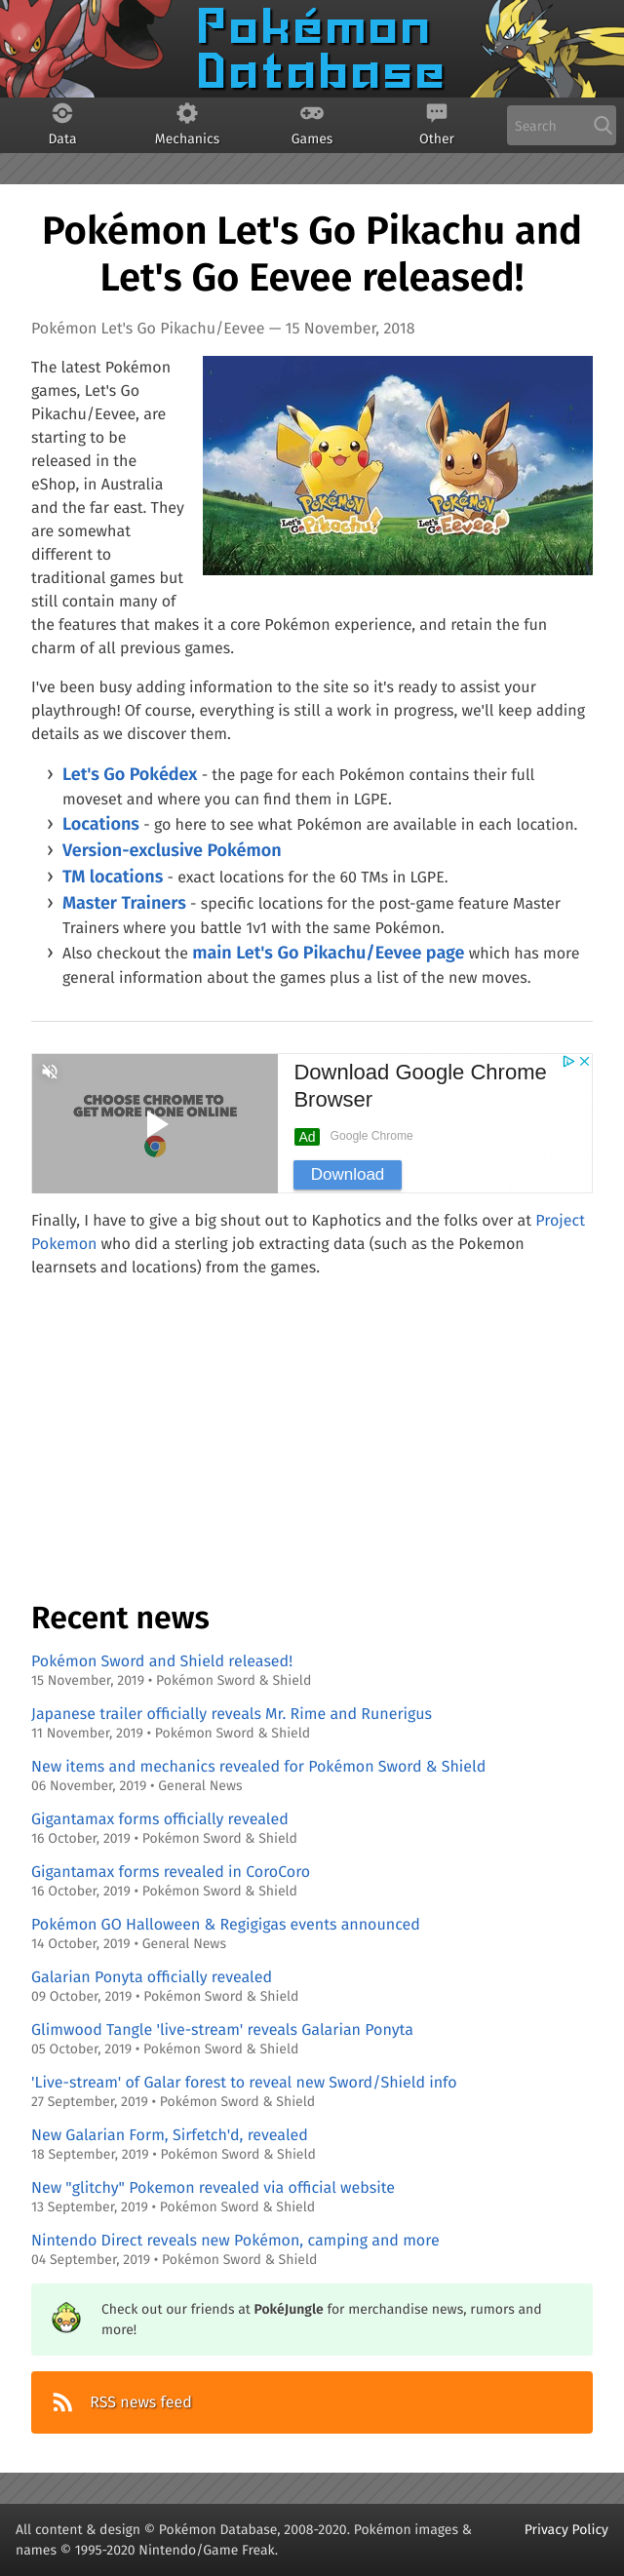 Pokémon
Database
Data
Mechanics
Games
Other
Search
Pokémon Let's Go Pikachu and
Let's Go Eevee released!
Pokémon Let's Go Pikachu/Eevee — 15 November, 2018
The latest Pokémon
games, Let's Go
Pikachu/Eevee, are
starting to be
released in the
eShop, in Australia
and the far east. They
are somewhat
different to
traditional games but
still contain many of
the features that makes it a core Pokémon experience, and retain the fun
charm of all previous games.
Pokémon
Let's Go
Pikachu!
Pokémon
Let's Go
Eevee!
I've been busy adding information to the site so it's ready to assist your
playthrough! Of course, everything is still a work in progress, we'll keep adding
details as we discover them.
› Let's Go Pokédex - the page for each Pokémon contains their full
moveset and where you can find them in LGPE.
› Locations - go here to see what Pokémon are available in each location.
› Version-exclusive Pokémon
› TM locations - exact locations for the 60 TMs in LGPE.
› Master Trainers - specific locations for the post-game feature Master
Trainers where you battle 1v1 with the same Pokémon.
› Also checkout the main Let's Go Pikachu/Eevee page which has more
general information about the games plus a list of the new moves.
CHOOSE CHROME TO
GET MORE DONE ONLINE
Download Google Chrome
Browser
Ad Google Chrome
Download
Finally, I have to give a big shout out to Kaphotics and the folks over at Project
Pokemon who did a sterling job extracting data (such as the Pokemon
learnsets and locations) from the games.
Recent news
Pokémon Sword and Shield released!
15 November, 2019 • Pokémon Sword & Shield
Japanese trailer officially reveals Mr. Rime and Runerigus
11 November, 2019 • Pokémon Sword & Shield
New items and mechanics revealed for Pokémon Sword & Shield
06 November, 2019 • General News
Gigantamax forms officially revealed
16 October, 2019 • Pokémon Sword & Shield
Gigantamax forms revealed in CoroCoro
16 October, 2019 • Pokémon Sword & Shield
Pokémon GO Halloween & Regigigas events announced
14 October, 2019 • General News
Galarian Ponyta officially revealed
09 October, 2019 • Pokémon Sword & Shield
Glimwood Tangle 'live-stream' reveals Galarian Ponyta
05 October, 2019 • Pokémon Sword & Shield
'Live-stream' of Galar forest to reveal new Sword/Shield info
27 September, 2019 • Pokémon Sword & Shield
New Galarian Form, Sirfetch'd, revealed
18 September, 2019 • Pokémon Sword & Shield
New "glitchy" Pokemon revealed via official website
13 September, 2019 • Pokémon Sword & Shield
Nintendo Direct reveals new Pokémon, camping and more
04 September, 2019 • Pokémon Sword & Shield
Check out our friends at PokéJungle for merchandise news, rumors and
more!
RSS news feed
All content & design © Pokémon Database, 2008-2020. Pokémon images &
names © 1995-2020 Nintendo/Game Freak.
Privacy Policy